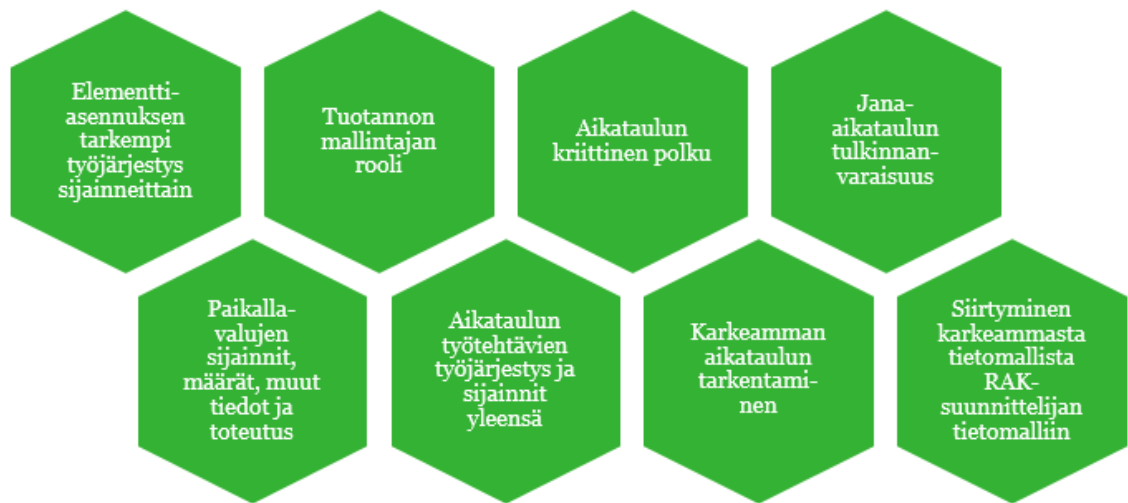 Elementti-
asennuksen
tarkempi
työjärjestys
sijainneittain
Tuotannon
mallintajan
rooli
Aikataulun
kriittinen polku
Jana-
aikataulun
tulkinnan-
varaisuus
Paikalla-
valujen
sijainnit,
määrät, muut
tiedot ja
toteutus
Aikataulun
työtehtävien
työjärjestys ja
sijainnit
yleensä
Karkeamman
aikataulun
tarkentami-
nen
Siirtyminen
karkeammasta
tietomallista
RAK-
suunnittelijan
tietomalliin